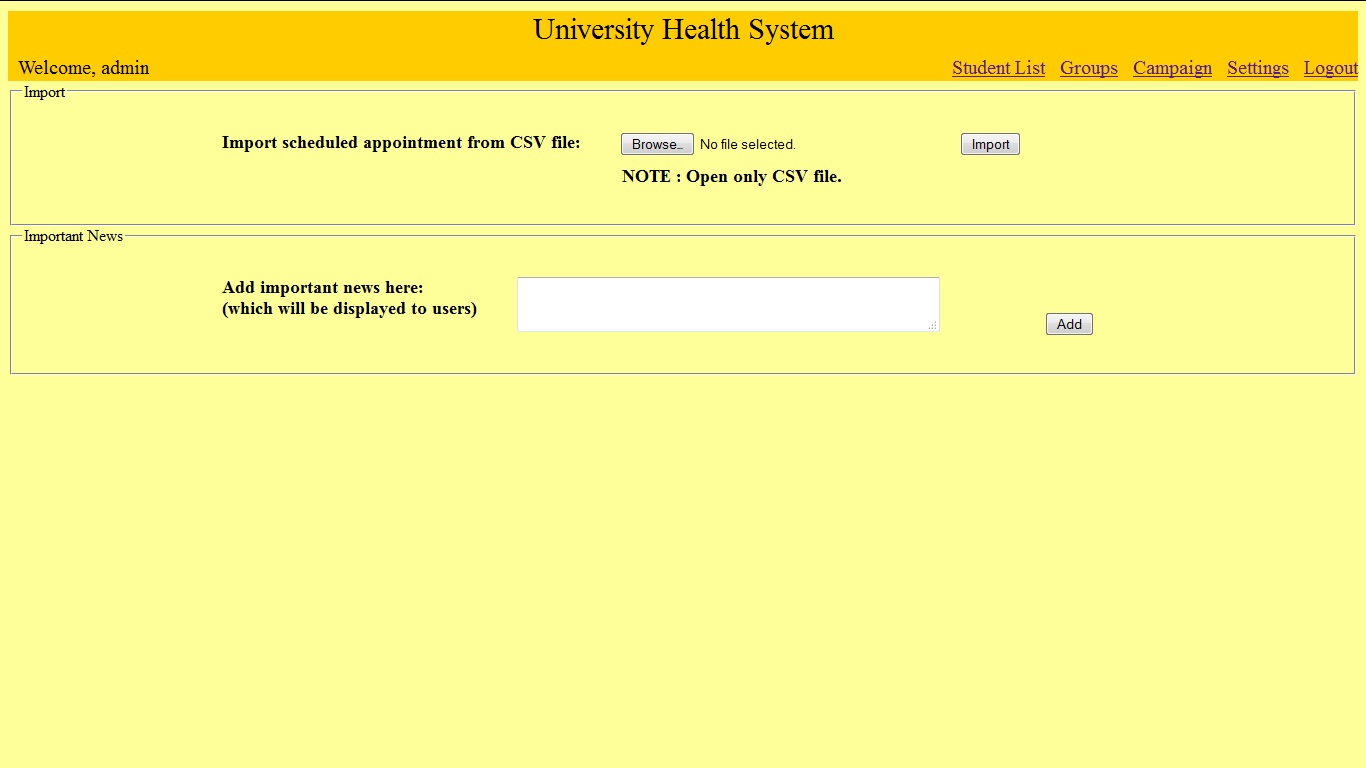 University Health System
Welcome, admin
Student List Groups Campaign Settings Logout
Import
Import scheduled appointment from CSV file: Browse... No file selected. Import
NOTE : Open only CSV file.
Important News
Add important news here:
(which will be displayed to users)
Add